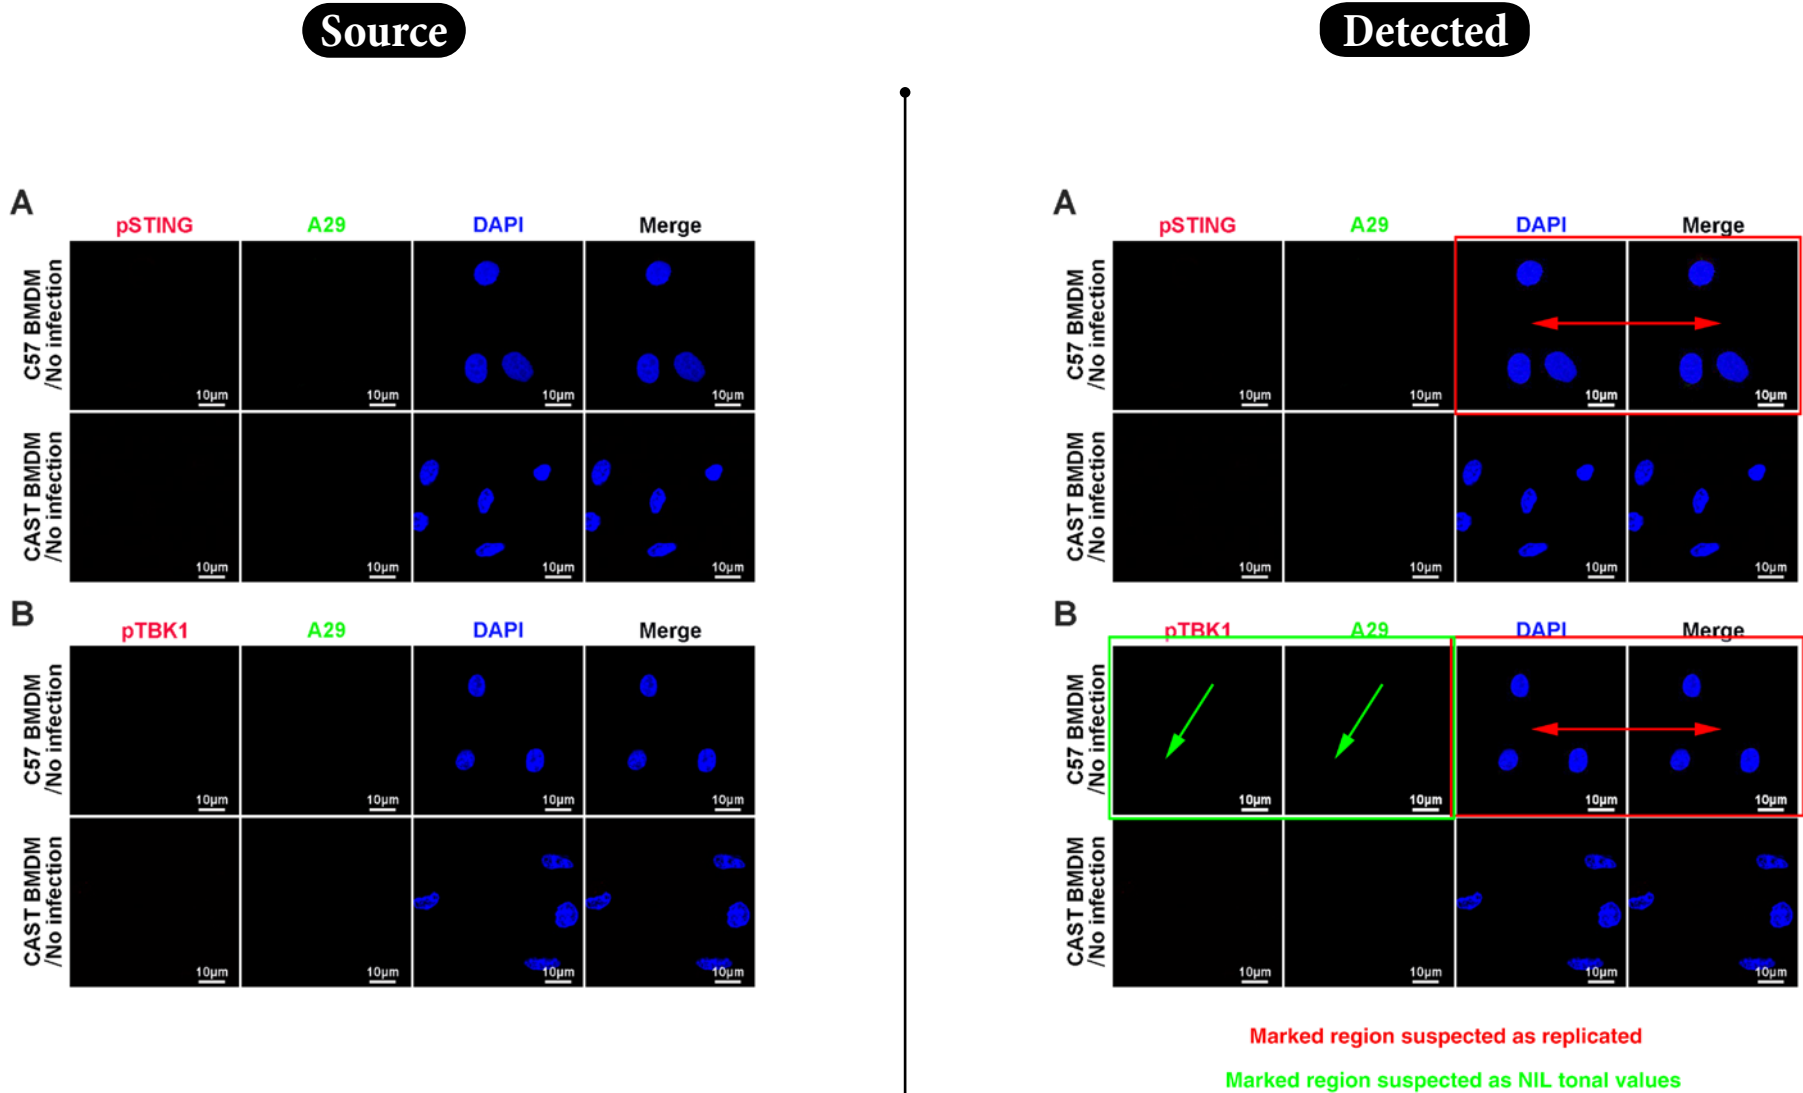 Source
Detected
A
pSTING A29 DAPI Merge
C57 BMDM
/No infection
10µm 10µm 10µm 10µm
CAST BMDM
/No infection
10µm 10µm 10µm 10µm
B
pTBK1 A29 DAPI Merge
C57 BMDM
/No infection
10µm 10µm 10µm 10µm
CAST BMDM
/No infection
10µm 10µm 10µm 10µm
A
pSTING A29 DAPI Merge
C57 BMDM
/No infection
10µm 10µm 10µm 10µm
CAST BMDM
/No infection
10µm 10µm 10µm 10µm
B
pTBK1 A29 DAPI Merge
C57 BMDM
/No infection
10µm 10µm 10µm 10µm
CAST BMDM
/No infection
10µm 10µm 10µm 10µm
Marked region suspected as replicated
Marked region suspected as NIL tonal values